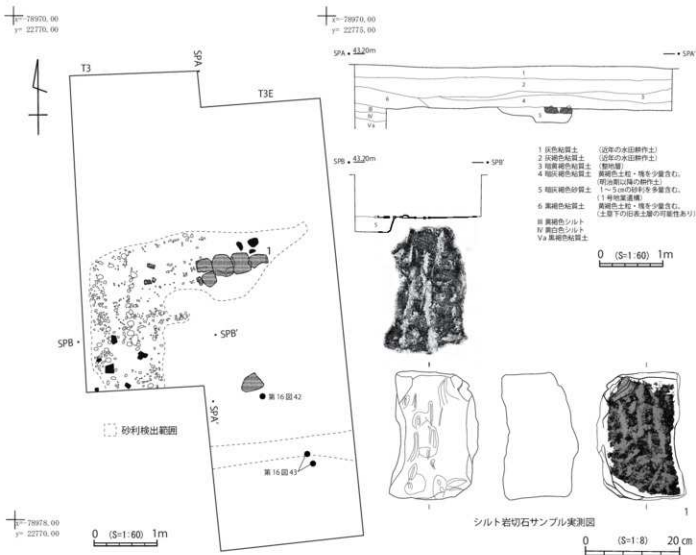 x=-78970.00
y= 22770.00
T3
SPA
T3E
1
SPB
SPB'
SPA'
第16図42
第16図43
砂利検出範囲
x=-78978.00
y= 22770.00
0 (S=1:60) 1m
x=-78970.00
y= 22775.00
SPA 43.20m SPA'
1
2
3
4
5
6
Ⅲ
Ⅳ
Ⅴa
1 灰色粘質土 (近年の水田耕作土)
2 灰褐色粘質土 (近年の水田耕作土)
3 暗黄褐色粘質土 (整地層)
4 暗灰褐色粘質土 黄褐色土粒・塊を少量含む。
(明治期以降の耕作土)
5 暗灰褐色砂質土 1~5cmの砂利を多量含む。
(1号地業遺構)
6 黒褐色粘質土 黄褐色土粒・塊を少量含む。
(土塁下の旧表土層の可能性あり)
Ⅲ 黄褐色シルト
Ⅳ 黄白色シルト
Ⅴa 黒褐色粘質土
0 (S=1:60) 1m
SPB 43.20m SPB'
5
1
シルト岩切石サンプル実測図
0 (S=1:8) 20cm